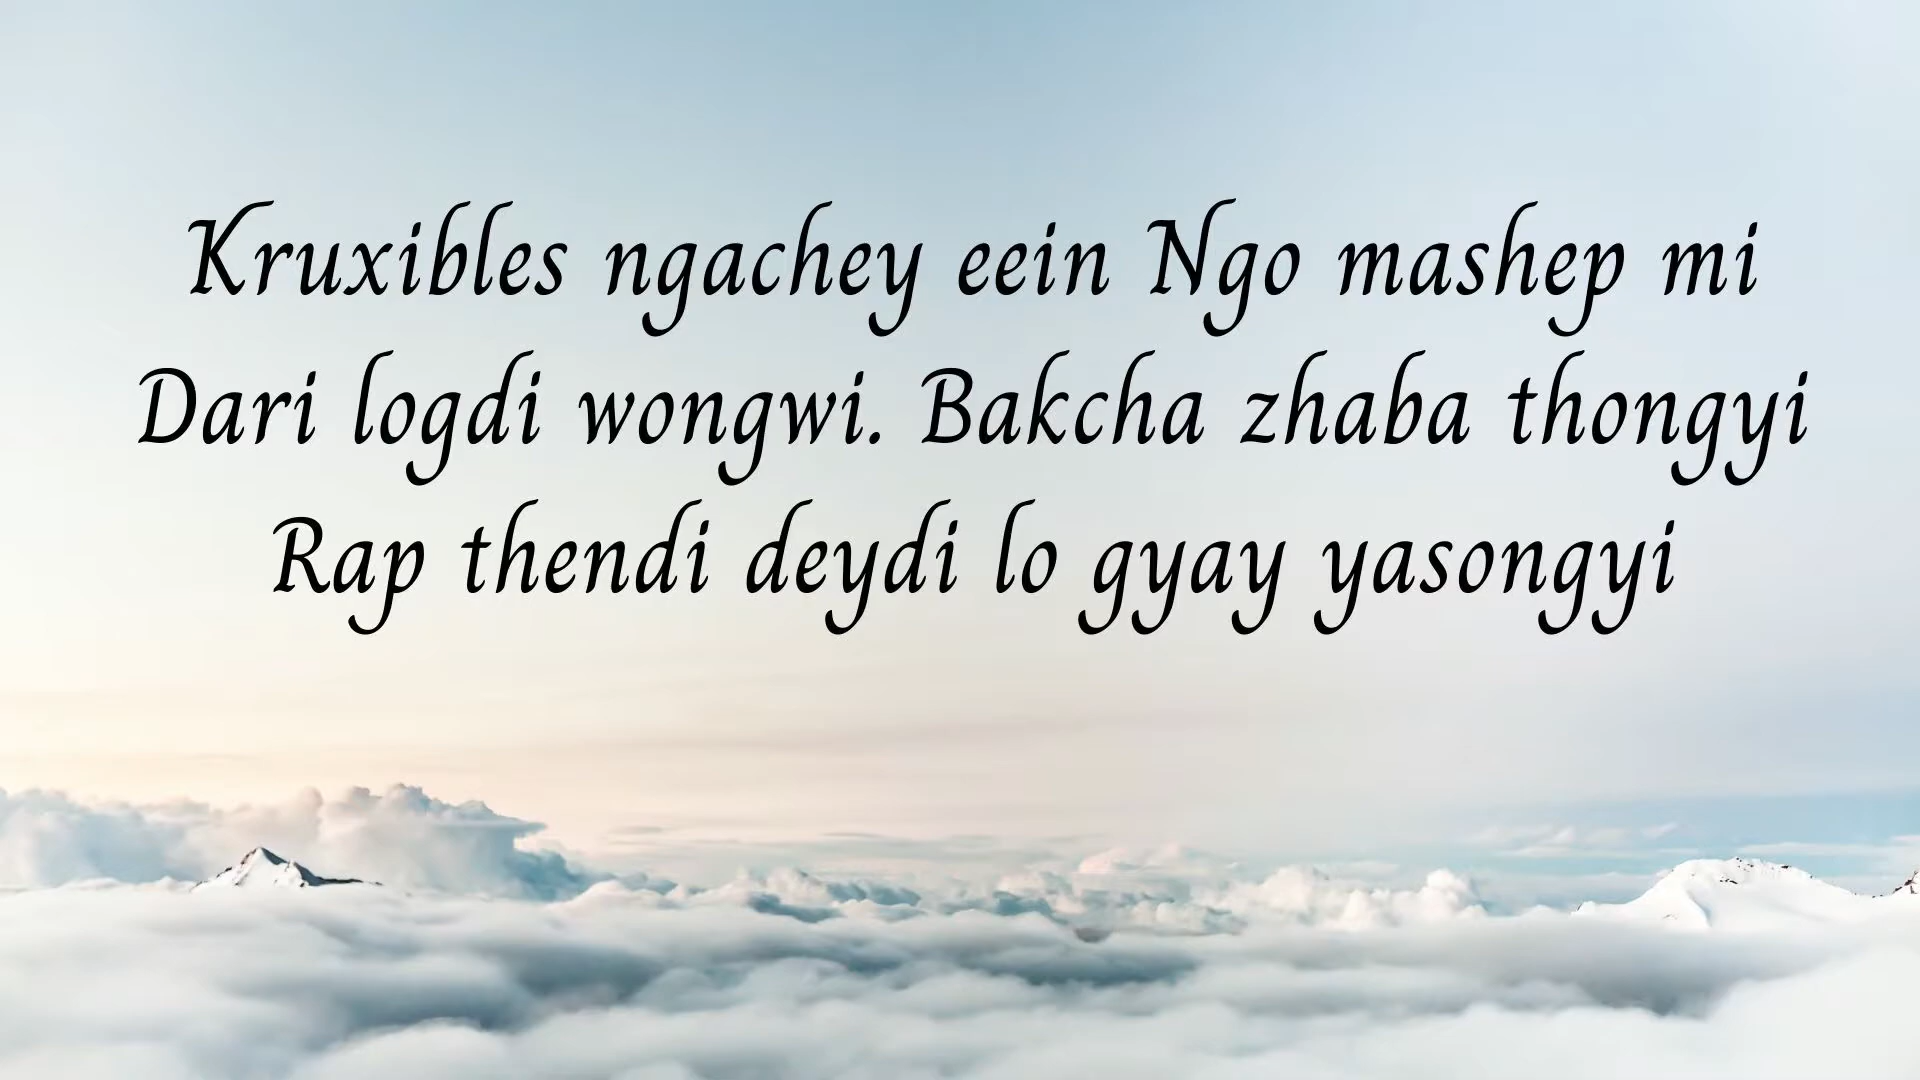 Kruxibles ngachey eein Ngo mashep mi
Dari logdi wongwi. Bakcha zhaba thongyi
Rap thendi deydi lo gyay yasongyi